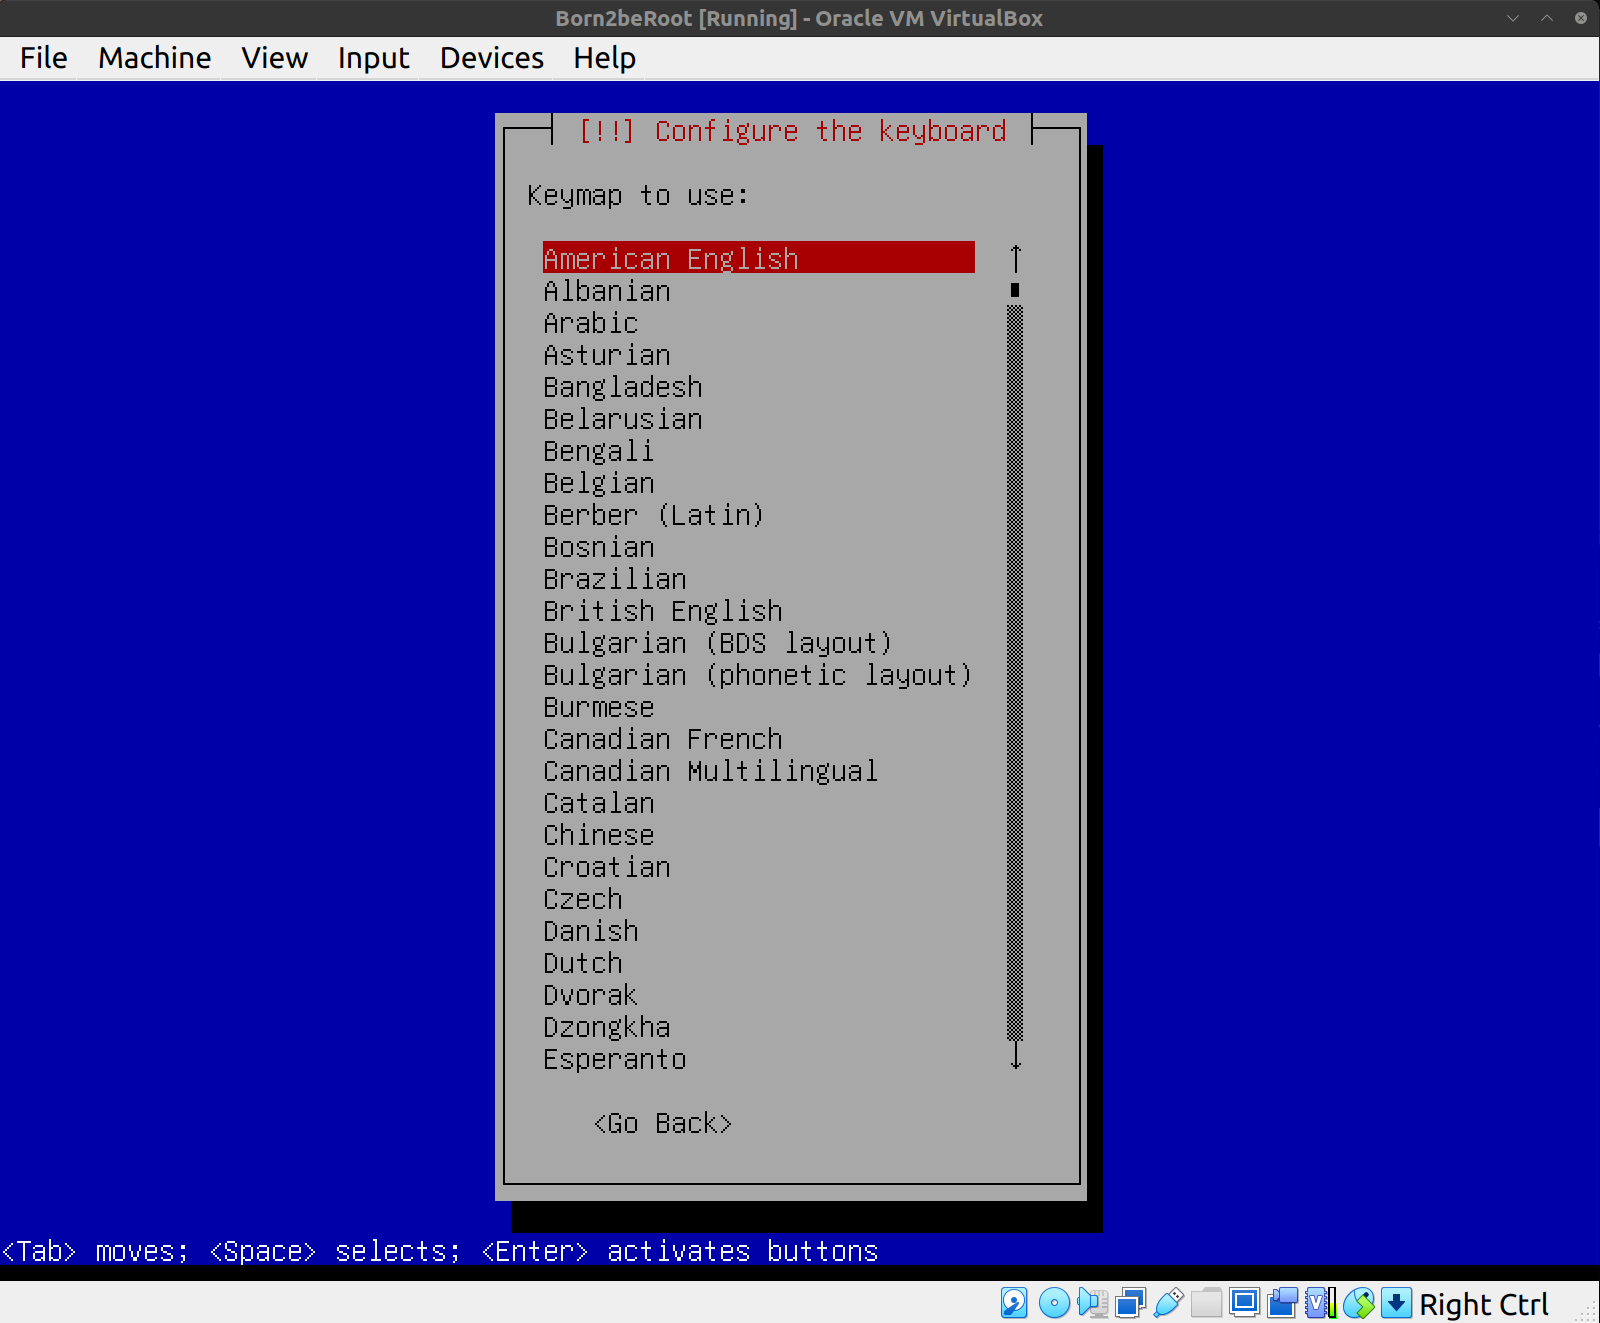 Born2beRoot [Running] - Oracle VM VirtualBox
File Machine View Input Devices Help
[!!] Configure the keyboard
Keymap to use:
American English
Albanian
Arabic
Asturian
Bangladesh
Belarusian
Bengali
Belgian
Berber (Latin)
Bosnian
Brazilian
British English
Bulgarian (BDS layout)
Bulgarian (phonetic layout)
Burmese
Canadian French
Canadian Multilingual
Catalan
Chinese
Croatian
Czech
Danish
Dutch
Dvorak
Dzongkha
Esperanto
<Go Back>
<Tab> moves; <Space> selects; <Enter> activates buttons
Right Ctrl